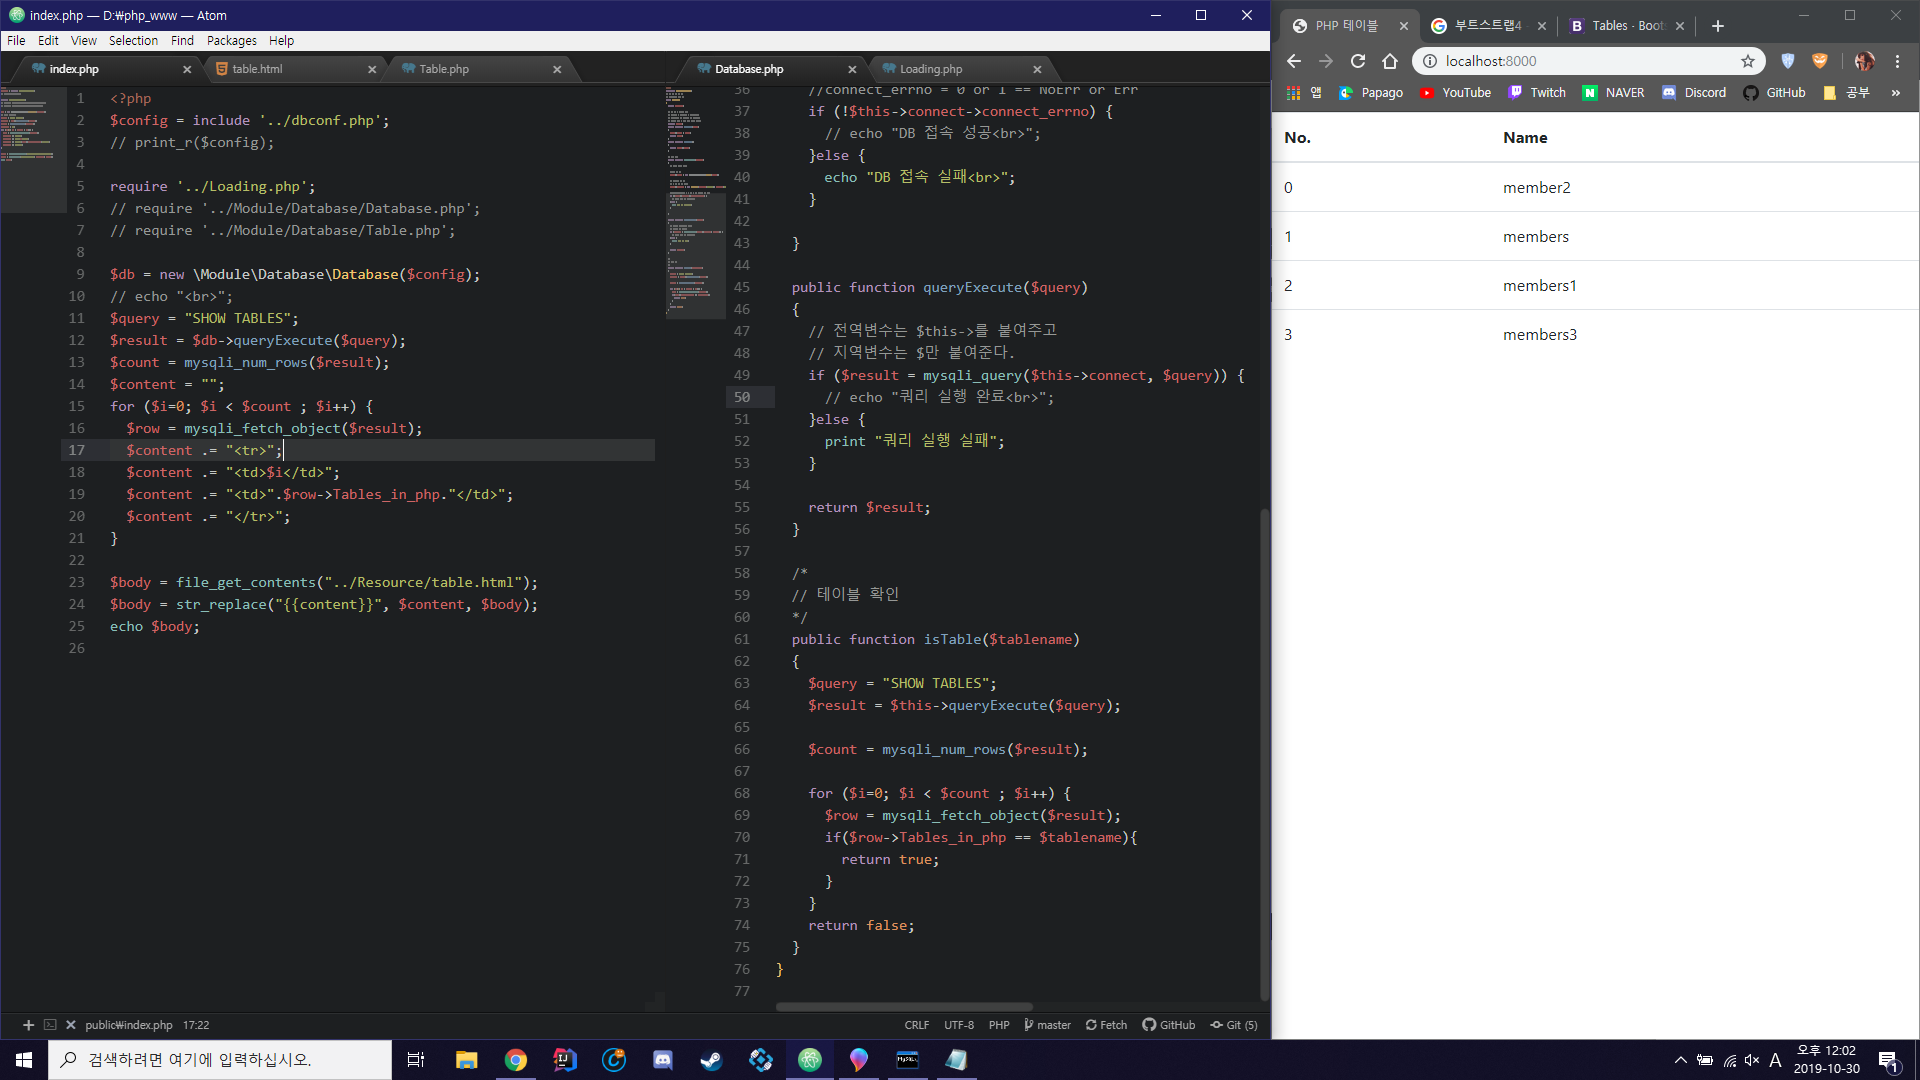 index.php — D:₩php_www — Atom
File Edit View Selection Find Packages Help
index.php
table.html
Table.php
1 <?php
2 $config = include '../dbconf.php';
3 // print_r($config);
4
5 require '../Loading.php';
6 // require '../Module/Database/Database.php';
7 // require '../Module/Database/Table.php';
8
9 $db = new \Module\Database\Database($config);
10 // echo "<br>";
11 $query = "SHOW TABLES";
12 $result = $db->queryExecute($query);
13 $count = mysqli_num_rows($result);
14 $content = "";
15 for ($i=0; $i < $count ; $i++) {
16 $row = mysqli_fetch_object($result);
17 $content .= "<tr>";
18 $content .= "<td>$i</td>";
19 $content .= "<td>".$row->Tables_in_php."</td>";
20 $content .= "</tr>";
21 }
22
23 $body = file_get_contents("../Resource/table.html");
24 $body = str_replace("{{content}}", $content, $body);
25 echo $body;
26
Database.php
Loading.php
36 //connect_errno = 0 or 1 == NoErr or Err
37 if (!$this->connect->connect_errno) {
38 // echo "DB 접속 성공<br>";
39 }else {
40 echo "DB 접속 실패<br>";
41 }
42
43 }
44
45 public function queryExecute($query)
46 {
47 // 전역변수는 $this->를 붙여주고
48 // 지역변수는 $만 붙여준다.
49 if ($result = mysqli_query($this->connect, $query)) {
50 // echo "쿼리 실행 완료<br>";
51 }else {
52 print "쿼리 실행 실패";
53 }
54
55 return $result;
56 }
57
58 /*
59 // 테이블 확인
60 */
61 public function isTable($tablename)
62 {
63 $query = "SHOW TABLES";
64 $result = $this->queryExecute($query);
65
66 $count = mysqli_num_rows($result);
67
68 for ($i=0; $i < $count ; $i++) {
69 $row = mysqli_fetch_object($result);
70 if($row->Tables_in_php == $tablename){
71 return true;
72 }
73 }
74 return false;
75 }
76 }
77
public₩index.php 17:22
CRLF UTF-8 PHP master Fetch GitHub Git (5)
PHP 테이블
부트스트랩4
Tables · Boot
localhost:8000
앱 Papago YouTube Twitch NAVER Discord GitHub 공부 »
No. Name
0 member2
1 members
2 members1
3 members3
검색하려면 여기에 입력하십시오.
A
오후 12:02
2019-10-30
1